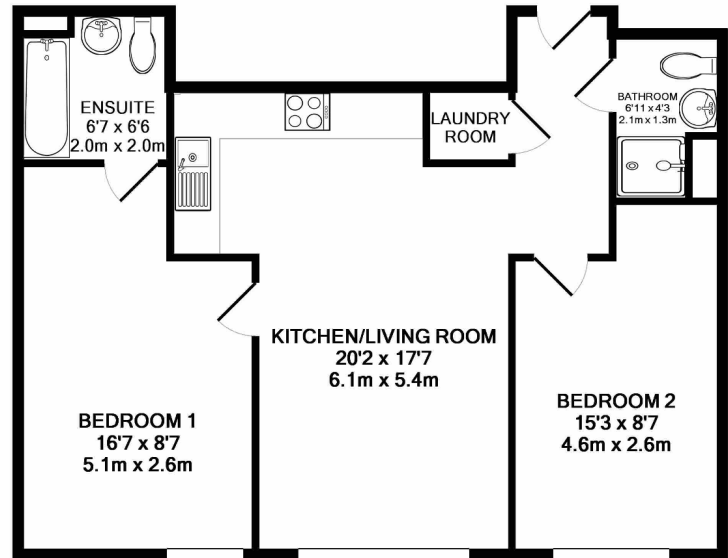 ENSUITE
6'7 x 6'6
2.0m x 2.0m
LAUNDRY
ROOM
BATHROOM
6'11 x 4'3
2.1m x 1.3m
KITCHEN/LIVING ROOM
20'2 x 17'7
6.1m x 5.4m
BEDROOM 1
16'7 x 8'7
5.1m x 2.6m
BEDROOM 2
15'3 x 8'7
4.6m x 2.6m